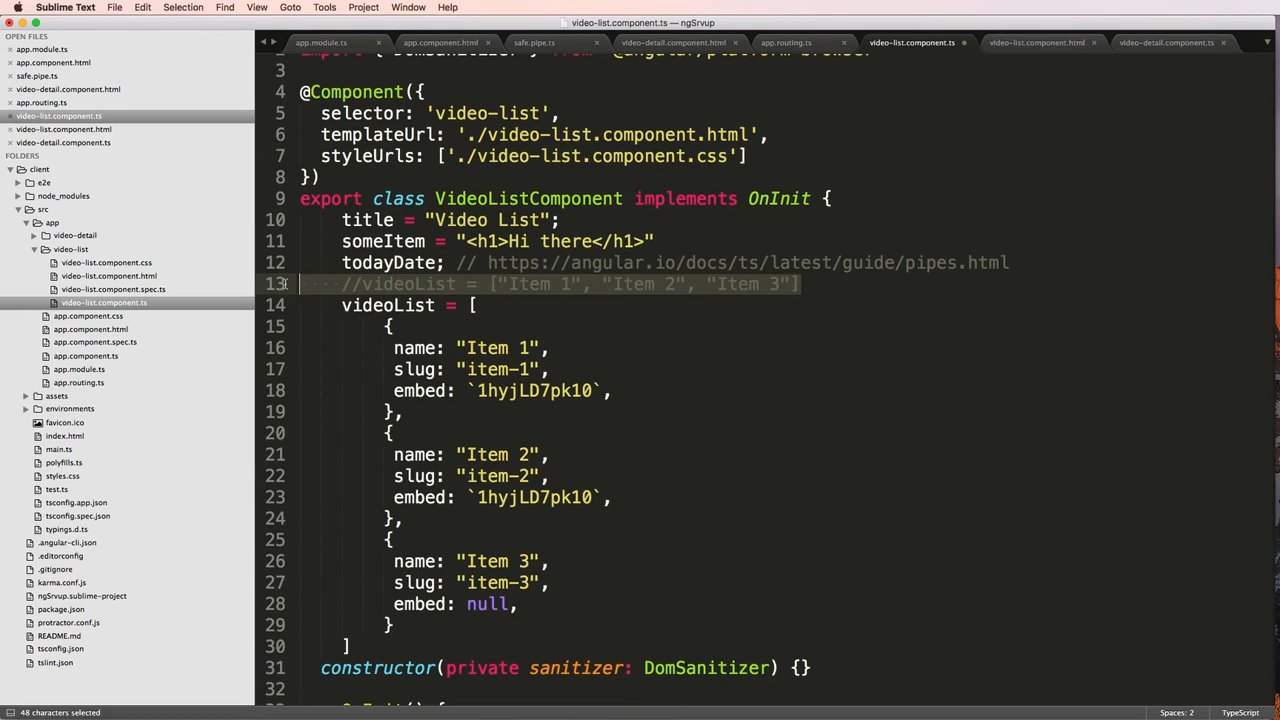 Sublime Text File Edit Selection Find View Goto Tools Project Window Help
video-list.component.ts — ngSrvup
OPEN FILES
app.module.ts
app.component.html
safe.pipe.ts
video-detail.component.html
app.routing.ts
video-list.component.ts
video-list.component.html
video-detail.component.ts
FOLDERS
client
e2e
node_modules
src
app
video-detail
video-list
video-list.component.css
video-list.component.html
video-list.component.spec.ts
video-list.component.ts
app.component.css
app.component.html
app.component.spec.ts
app.component.ts
app.module.ts
app.routing.ts
assets
environments
favicon.ico
index.html
main.ts
polyfills.ts
styles.css
test.ts
tsconfig.app.json
tsconfig.spec.json
typings.d.ts
.angular-cli.json
.editorconfig
.gitignore
karma.conf.js
ngSrvup.sublime-project
package.json
protractor.conf.js
README.md
tsconfig.json
tslint.json
app.module.ts app.component.html safe.pipe.ts video-detail.component.html app.routing.ts video-list.component.ts video-list.component.html video-detail.component.ts
2 import { DomSanitizer } from '@angular/platform-browser'
3
4 @Component({
5 selector: 'video-list',
6 templateUrl: './video-list.component.html',
7 styleUrls: ['./video-list.component.css']
8 })
9 export class VideoListComponent implements OnInit {
10 title = "Video List";
11 someItem = "<h1>Hi there</h1>"
12 todayDate; // https://angular.io/docs/ts/latest/guide/pipes.html
13 //videoList = ["Item 1", "Item 2", "Item 3"]
14 videoList = [
15 {
16 name: "Item 1",
17 slug: "item-1",
18 embed: `1hyjLD7pk10`,
19 },
20 {
21 name: "Item 2",
22 slug: "item-2",
23 embed: `1hyjLD7pk10`,
24 },
25 {
26 name: "Item 3",
27 slug: "item-3",
28 embed: null,
29 }
30 ]
31 constructor(private sanitizer: DomSanitizer) {}
32
33 ngOnInit() {
48 characters selected Spaces: 2 TypeScript